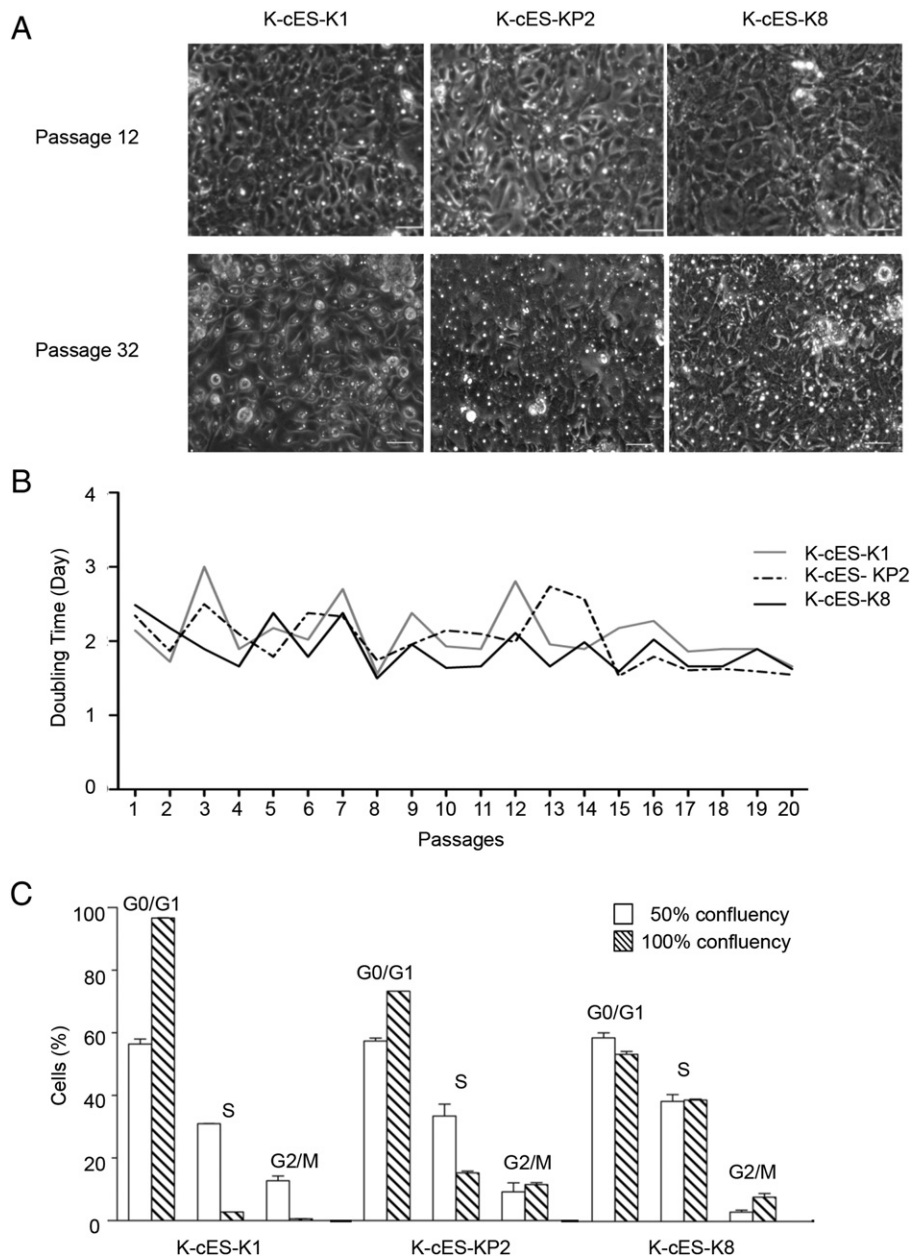 A
K-cES-K1 K-cES-KP2 K-cES-K8
Passage 12
Passage 32
B
4
3
2
1
0
Doubling Time (Day)
K-cES-K1
K-cES- KP2
K-cES-K8
1 2 3 4 5 6 7 8 9 10 11 12 13 14 15 16 17 18 19 20
Passages
C
100
80
60
40
20
0
Cells (%)
50% confluency
100% confluency
G0/G1
S
G2/M
G0/G1
S
G2/M
G0/G1
S
G2/M
K-cES-K1 K-cES-KP2 K-cES-K8